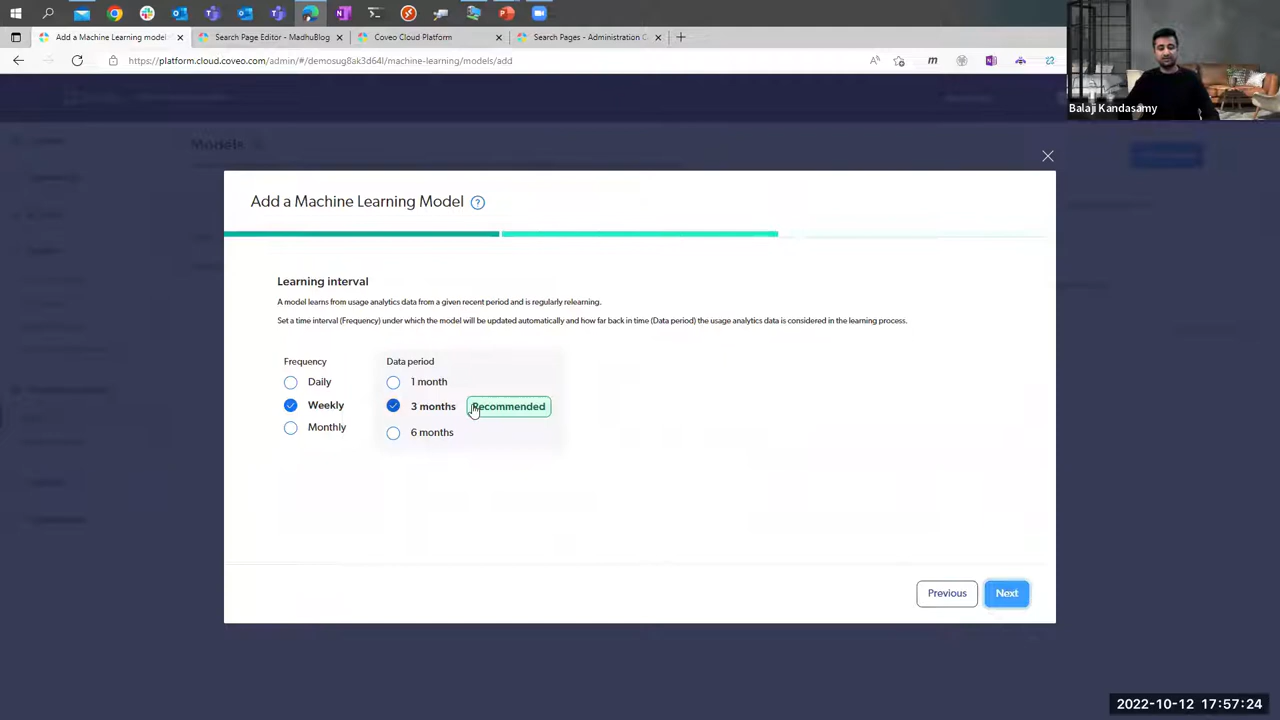 Add a Machine Learning model
Search Page Editor - MadhuBlog
Coveo Cloud Platform
Search Pages - Administration C
https://platform.cloud.coveo.com/admin/#/demosug8ak3d64l/machine-learning/models/add
Balaji Kandasamy
Models
Add a Machine Learning Model ?
Learning interval
A model learns from usage analytics data from a given recent period and is regularly relearning.
Set a time interval (Frequency) under which the model will be updated automatically and how far back in time (Data period) the usage analytics data is considered in the learning process.
Frequency
Data period
Daily
1 month
Weekly
3 months
Recommended
Monthly
6 months
Previous
Next
2022-10-12 17:57:24